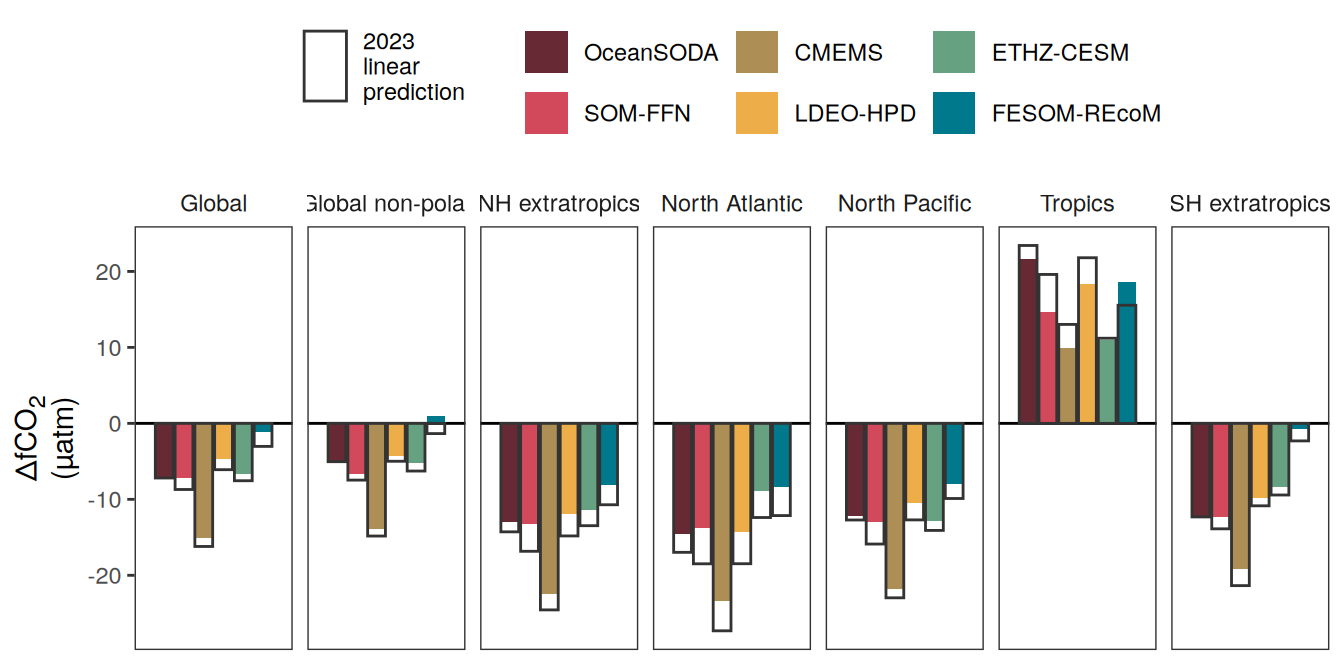 2023
linear
prediction
OceanSODA
CMEMS
ETHZ-CESM
SOM-FFN
LDEO-HPD
FESOM-REcoM
Global
Global non-pola
NH extratropics
North Atlantic
North Pacific
Tropics
SH extratropics
20
10
0
-10
-20
ΔfCO₂
(µatm)